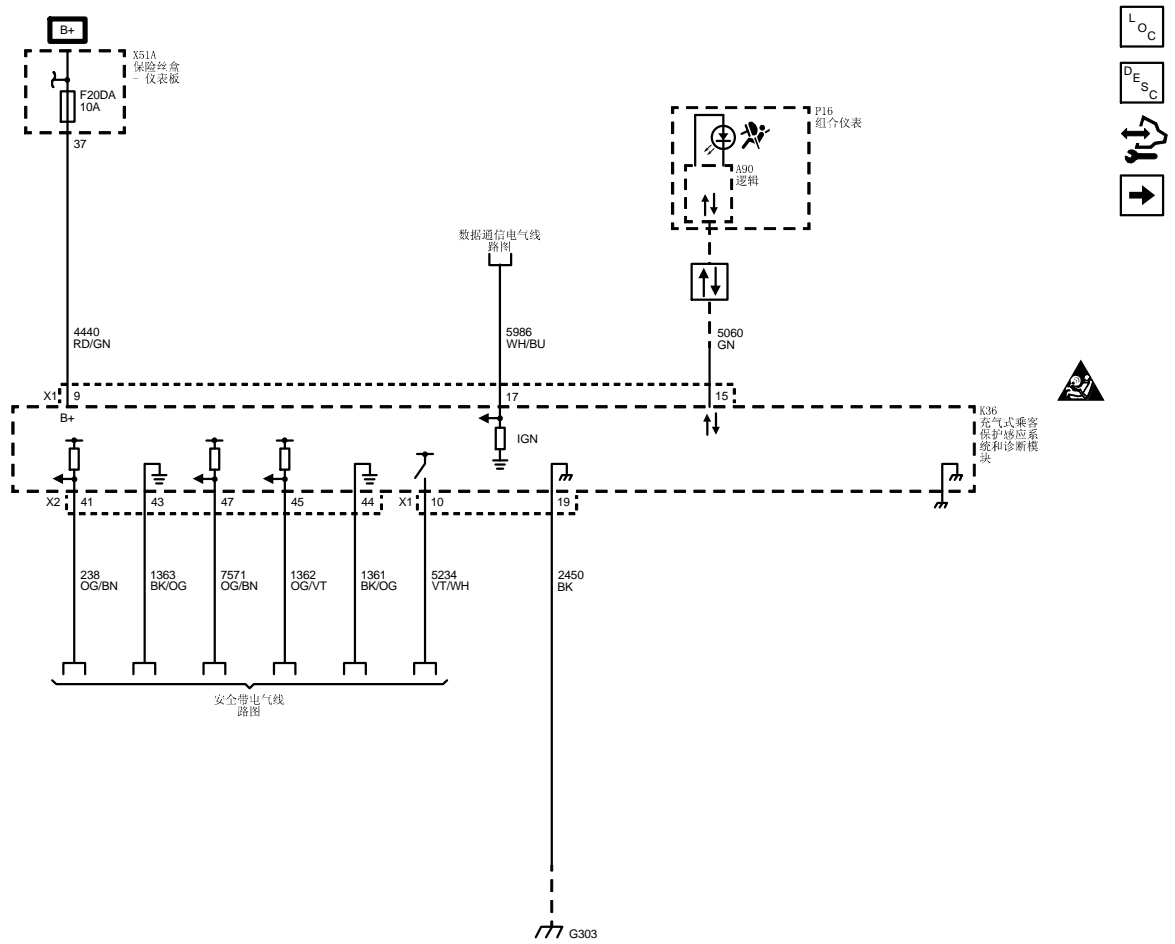 B+
X51A
保险丝盒
- 仪表板
F20DA
10A
37
L
O
C
D
E
S
C
P16
组合仪表
A90
逻辑
数据通信电气线
路图
4440
RD/GN
5986
WH/BU
5060
GN
X1
9
17
15
B+
K36
充气式乘客
保护感应系
统和诊断模
块
IGN
X2
41
43
47
45
44
X1
10
19
238
OG/BN
1363
BK/OG
7571
OG/BN
1362
OG/VT
1361
BK/OG
5234
VT/WH
2450
BK
安全带电气线
路图
G303